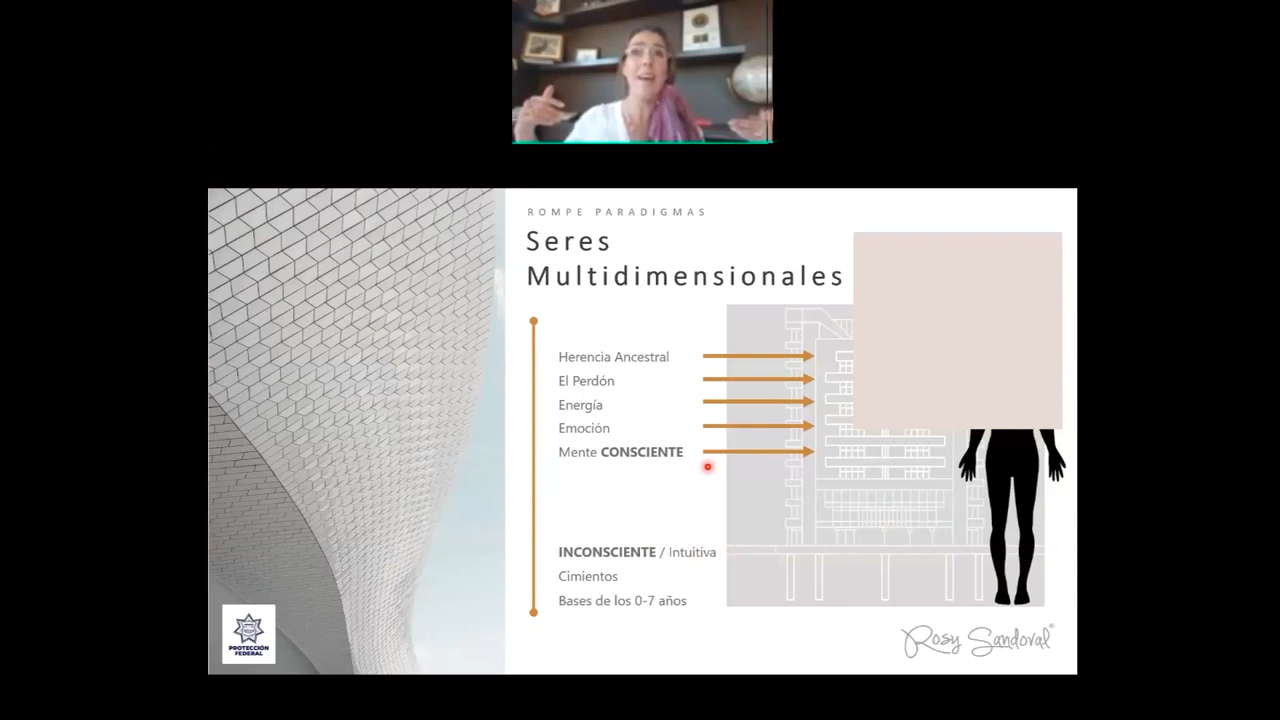 ROMPE PARADIGMAS
Seres
Multidimensionales
Herencia Ancestral
El Perdón
Energía
Emoción
Mente CONSCIENTE
INCONSCIENTE / Intuitiva
Cimientos
Bases de los 0-7 años
PROTECCIÓN
FEDERAL
Rosy Sandoval®